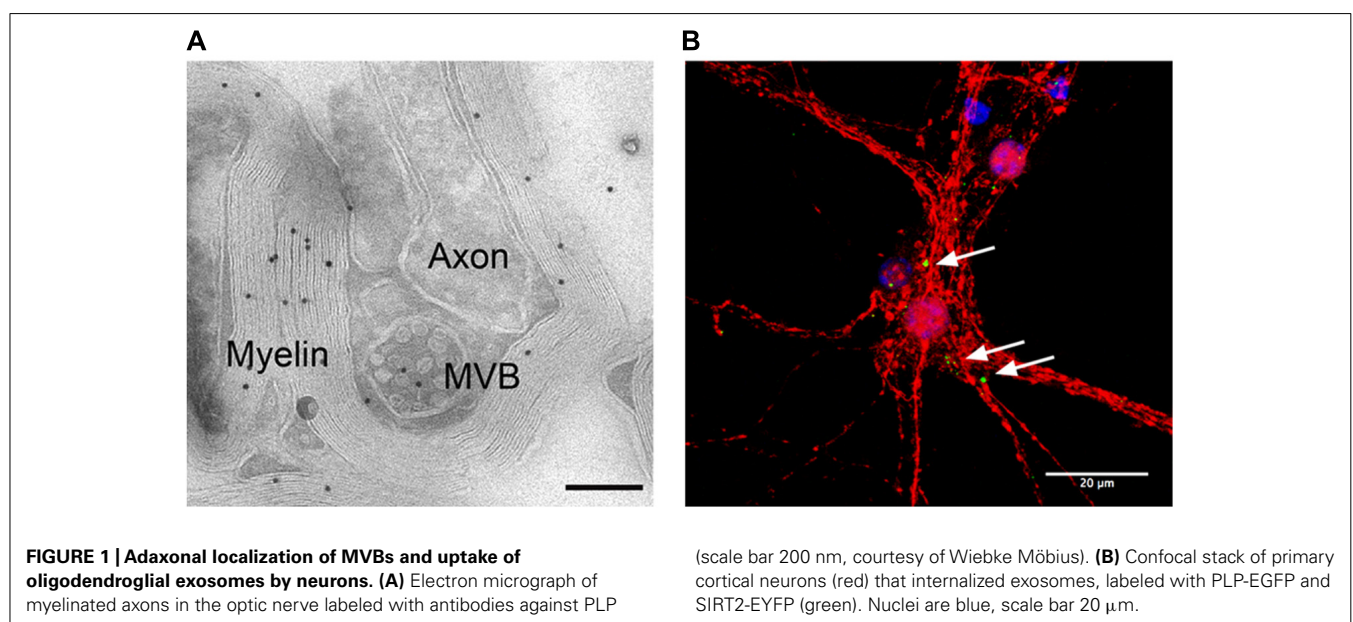 A
B
Axon
Myelin
MVB
20 μm
FIGURE 1 | Adaxonal localization of MVBs and uptake of
oligodendroglial exosomes by neurons. (A) Electron micrograph of
myelinated axons in the optic nerve labeled with antibodies against PLP
(scale bar 200 nm, courtesy of Wiebke Möbius). (B) Confocal stack of primary
cortical neurons (red) that internalized exosomes, labeled with PLP-EGFP and
SIRT2-EYFP (green). Nuclei are blue, scale bar 20 μm.